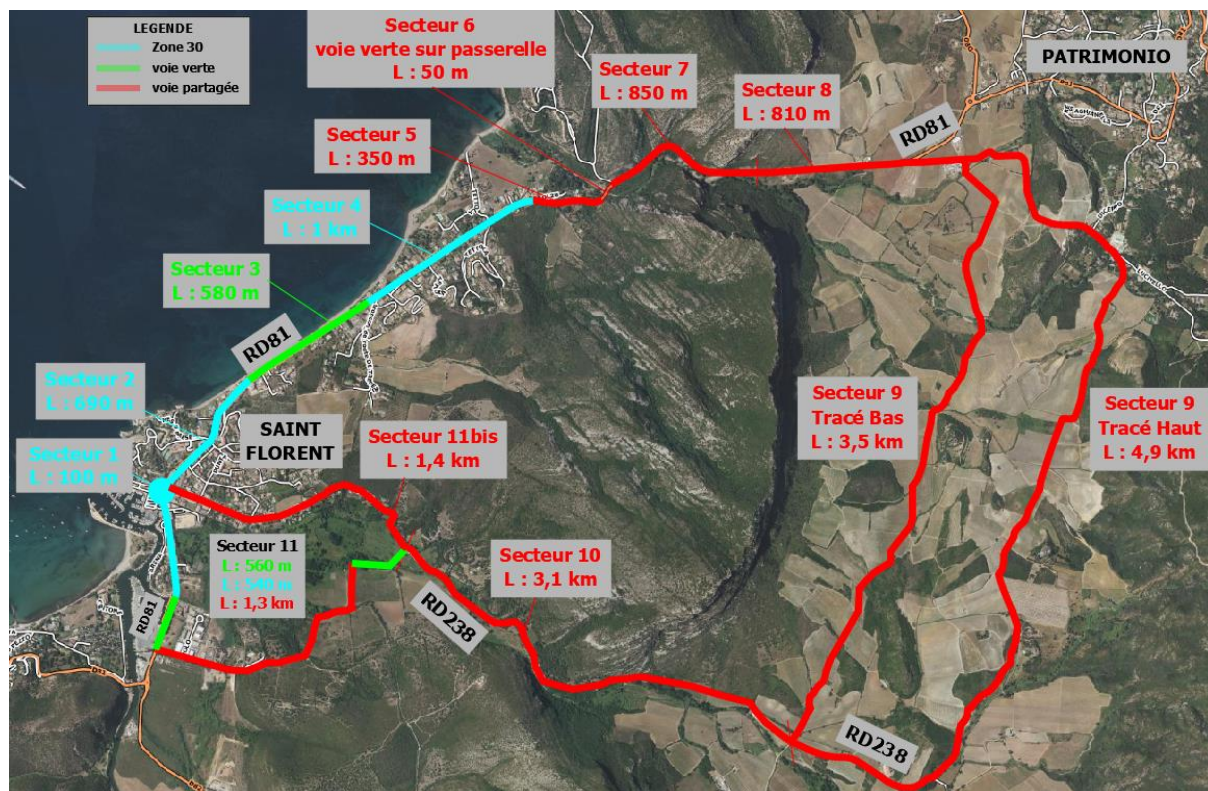 LEGENDE
Zone 30
voie verte
voie partagée
Secteur 6
voie verte sur passerelle
L : 50 m
Secteur 7
L : 850 m
Secteur 8
L : 810 m
PATRIMONIO
RD81
Secteur 5
L : 350 m
Secteur 4
L : 1 km
Secteur 3
L : 580 m
RD81
Secteur 2
L : 690 m
SAINT
FLORENT
Secteur 1
L : 100 m
Secteur 11bis
L : 1,4 km
Secteur 9
Tracé Bas
L : 3,5 km
Secteur 9
Tracé Haut
L : 4,9 km
Secteur 11
L : 560 m
L : 540 m
L : 1,3 km
Secteur 10
L : 3,1 km
RD81
RD238
RD238